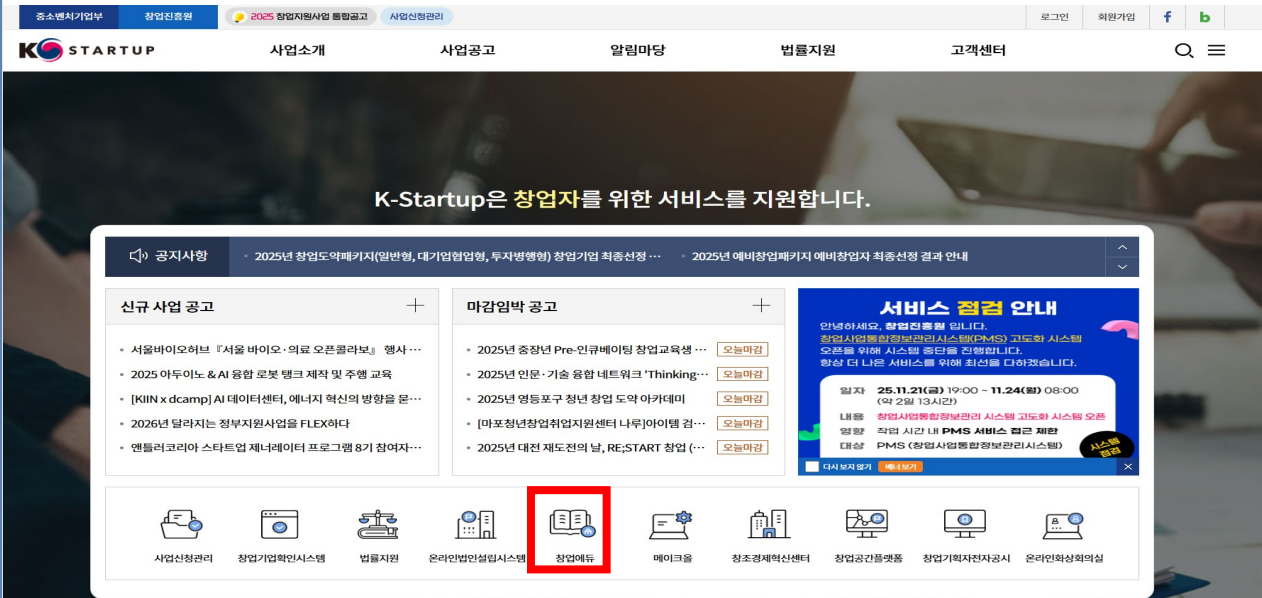 중소벤처기업부 창업진흥원 2025 창업지원사업 통합공고 사업신청관리 로그인 회원가입 f b
K STARTUP 사업소개 사업공고 알림마당 법률지원 고객센터
K-Startup은 창업자를 위한 서비스를 지원합니다.
공지사항 · 2025년 창업도약패키지(일반형, 대기업협업형, 투자병행형) 창업기업 최종선정 ··· · 2025년 예비창업패키지 예비창업자 최종선정 결과 안내
신규 사업 공고
· 서울바이오허브『서울 바이오·의료 오픈콜라보』 행사 ···
· 2025 아두이노 & AI 융합 로봇 탱크 제작 및 주행 교육
· [KIIN x dcamp] AI 데이터센터, 에너지 혁신의 방향을 묻···
· 2026년 달라지는 정부지원사업을 FLEX하다
· 앤틀러코리아 스타트업 제너레이터 프로그램 8기 참여자···
마감임박 공고
· 2025년 중장년 Pre-인큐베이팅 창업교육생 ··· 오늘마감
· 2025년 인문·기술 융합 네트워크 'Thinking··· 오늘마감
· 2025년 영등포구 청년 창업 도약 아카데미 오늘마감
· [마포청년창업취업지원센터 나루]아이템 검··· 오늘마감
· 2025년 대전 재도전의 날, RE;START 창업 (··· 오늘마감
서비스 점검 안내
안녕하세요, 창업진흥원 입니다.
창업사업통합정보관리시스템(PMS) 고도화 시스템
오픈을 위해 시스템 중단을 진행합니다.
항상 더 나은 서비스를 위해 최선을 다하겠습니다.
일자 25.11.21(금) 19:00 ~ 11.24(월) 08:00
(약 2일 13시간)
내용 창업사업통합정보관리 시스템 고도화 시스템 오픈
영향 작업 시간 내 PMS 서비스 접근 제한
대상 PMS (창업사업통합정보관리시스템)
시스템
점검
다시 보지 않기 배너보기
사업신청관리 창업기업확인시스템 법률지원 온라인법인설립시스템 창업에듀 메이크올 창조경제혁신센터 창업공간플랫폼 창업기획자전자공시 온라인화상회의실